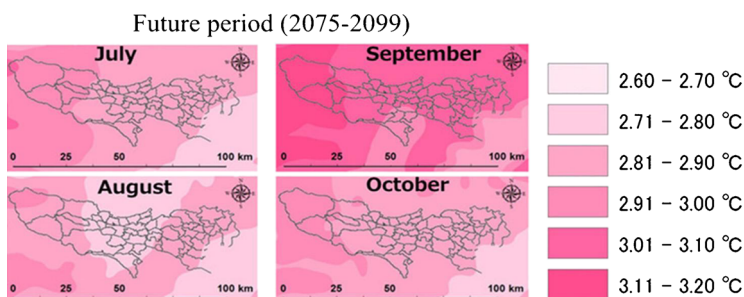 Future period (2075-2099)
July
0 25 50 100 km
September
0 25 50 100 km
August
0 25 50 100 km
October
0 25 50 100 km
2.60 - 2.70 ℃
2.71 - 2.80 ℃
2.81 - 2.90 ℃
2.91 - 3.00 ℃
3.01 - 3.10 ℃
3.11 - 3.20 ℃